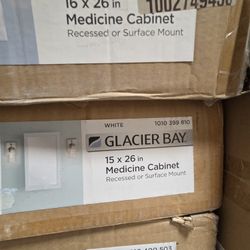 16 x 26 in
Medicine Cabinet
Recessed or Surface Mount
WHITE
1010 399 810
GLACIER BAY
15 x 26 in
Medicine Cabinet
Recessed or Surface Mount